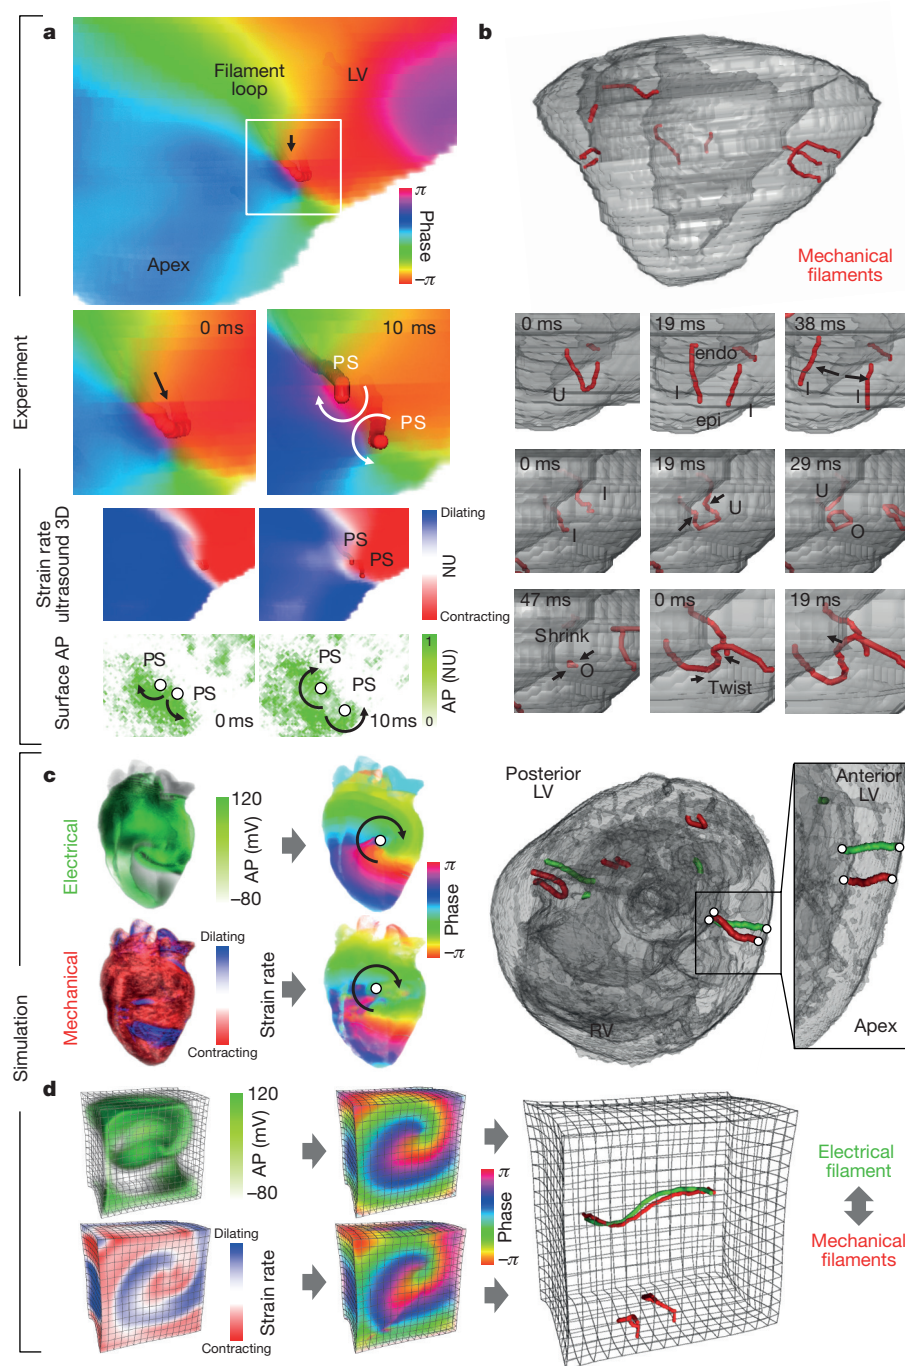 Experiment
Simulation
a
Filament
loop
LV
Apex
π
Phase
−π
0 ms
10 ms
PS
PS
Strain rate
ultrasound 3D
PS
PS
Dilating
NU
Contracting
Surface AP
PS
PS
0 ms
PS
10 ms
1
AP (NU)
0
b
Mechanical
filaments
0 ms
U
19 ms
endo
I
epi
I
38 ms
I
I
0 ms
I
I
19 ms
U
29 ms
U
O
47 ms
Shrink
O
0 ms
Twist
19 ms
c
Electrical
120
AP (mV)
−80
π
Phase
−π
Mechanical
Dilating
Strain rate
Contracting
Posterior
LV
RV
Anterior
LV
Apex
d
120
AP (mV)
−80
Dilating
Strain rate
Contracting
π
Phase
−π
Electrical
filament
Mechanical
filaments